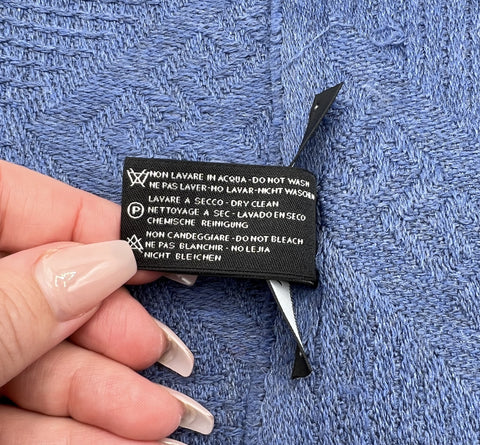 NON LAVARE IN ACQUA - DO NOT WASH
NE PAS LAVER - NO LAVAR - NICHT WASCHEN
LAVARE A SECCO - DRY CLEAN
P
NETTOYAGE A SEC - LAVADO EN SECO
CHEMISCHE REINIGUNG
NON CANDEGGIARE - DO NOT BLEACH
NE PAS BLANCHIR - NO LEJIA
NICHT BLEICHEN